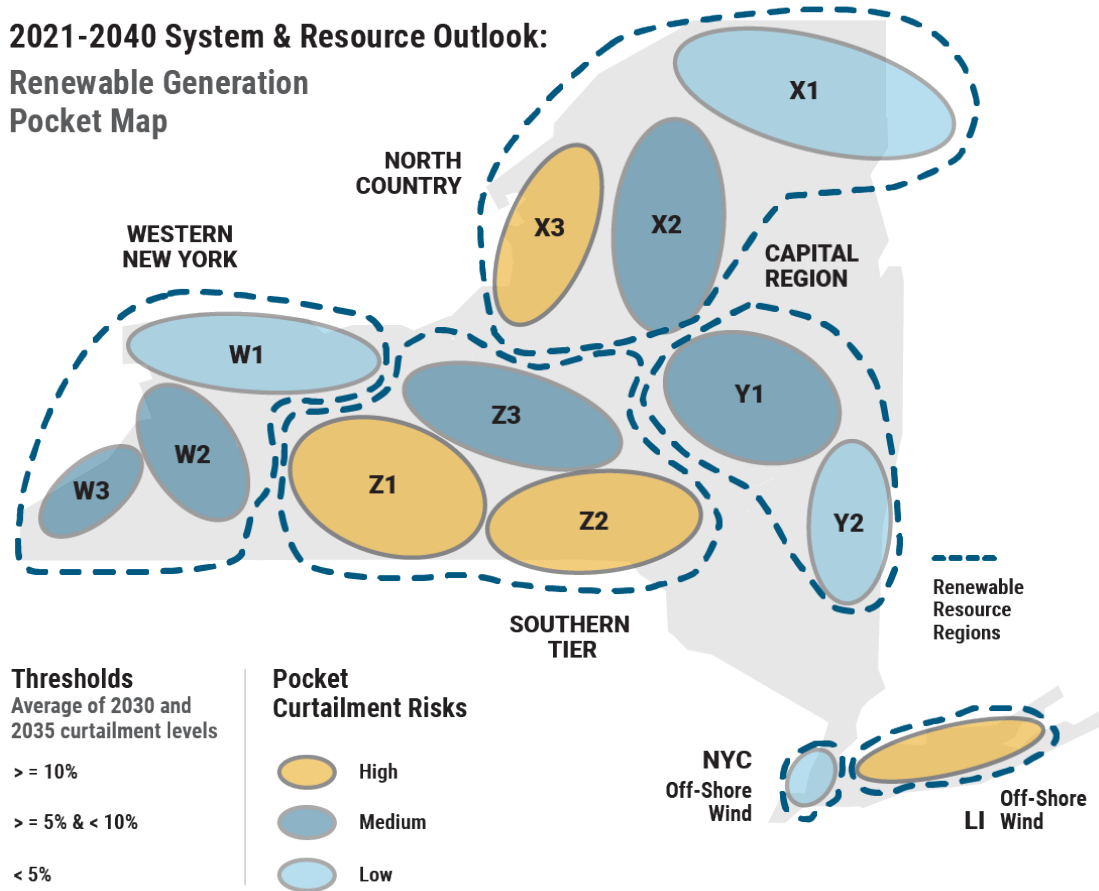 2021-2040 System & Resource Outlook:
Renewable Generation
Pocket Map
X1
NORTH
COUNTRY
X3
X2
WESTERN
NEW YORK
CAPITAL
REGION
W1
Z3
Y1
W2
W3
Z1
Z2
Y2
SOUTHERN
TIER
Renewable
Resource
Regions
Thresholds
Average of 2030 and
2035 curtailment levels
> = 10%
> = 5% & < 10%
< 5%
Pocket
Curtailment Risks
High
Medium
Low
NYC
Off-Shore
Wind
LI
Off-Shore
Wind